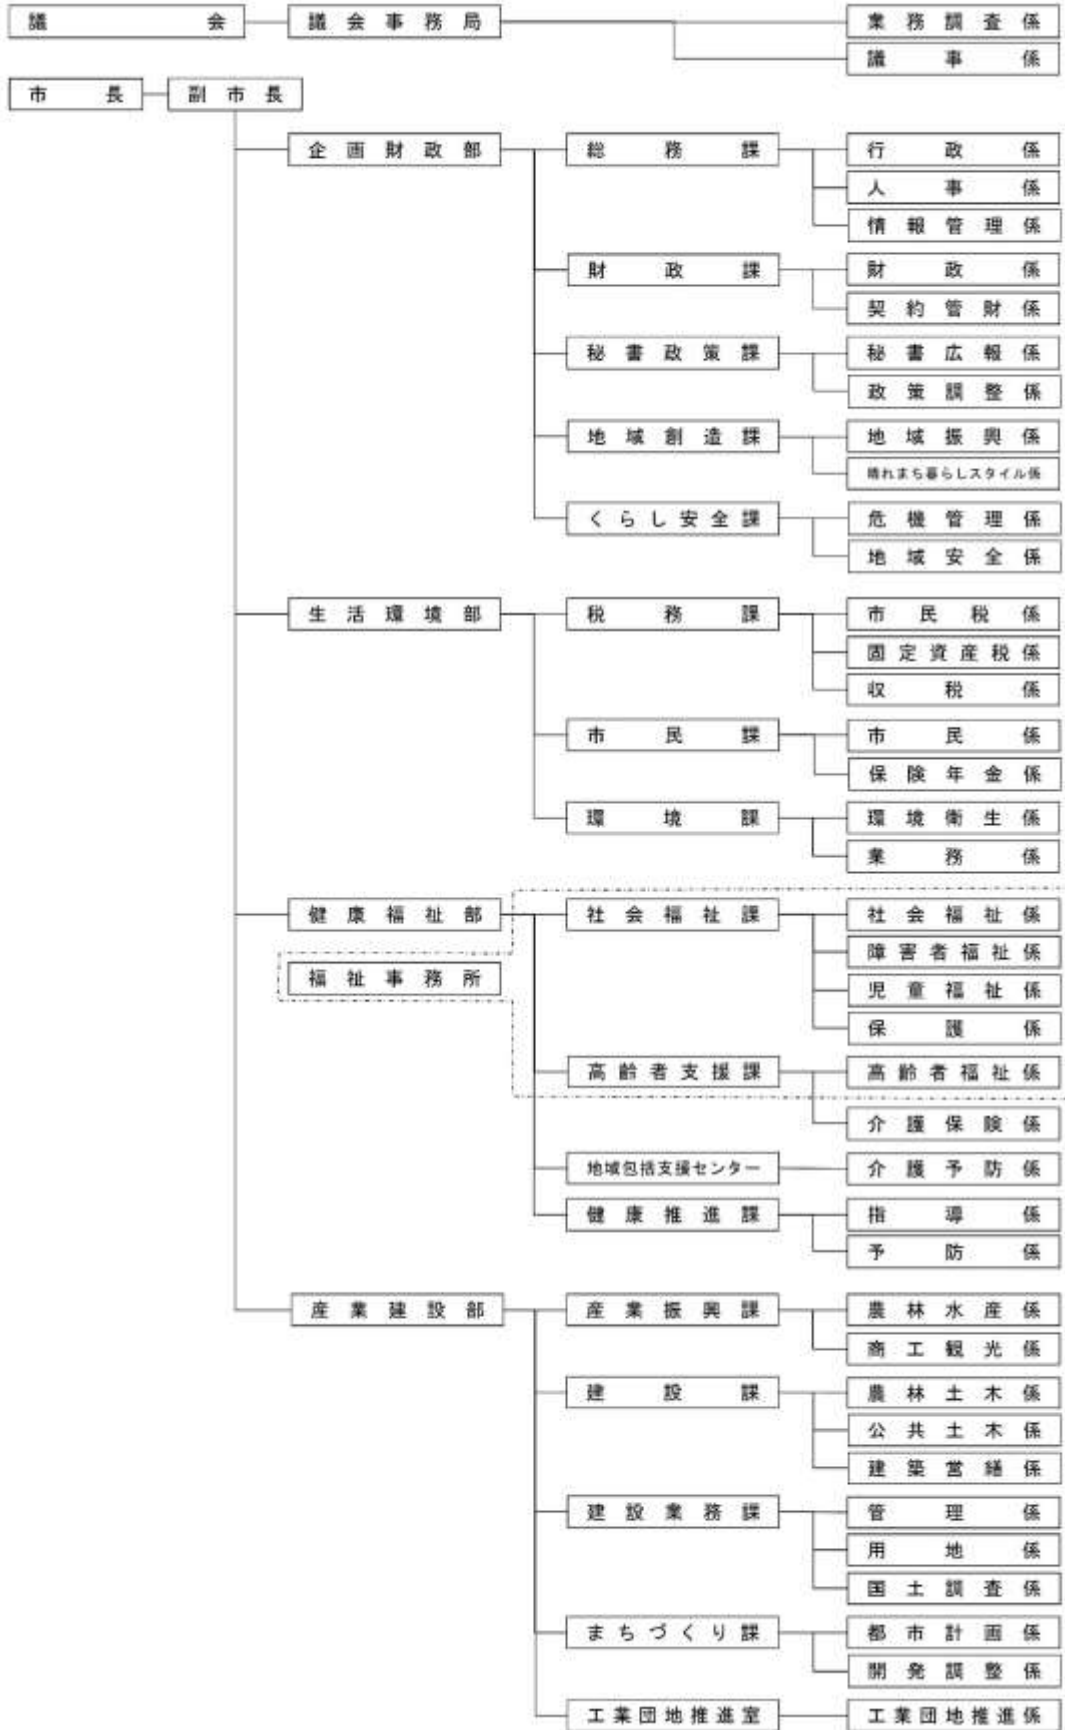 議会 議会事務局 業務調査係
議事係
市長 副市長
企画財政部 総務課 行政係
人事係
情報管理係
財政課 財政係
契約管財係
秘書政策課 秘書広報係
政策調整係
地域創造課 地域振興係
晴れまち暮らしスタイル係
くらし安全課 危機管理係
地域安全係
生活環境部 税務課 市民税係
固定資産税係
収税係
市民課 市民係
保険年金係
環境課 環境衛生係
業務係
健康福祉部 社会福祉課 社会福祉係
障害者福祉係
福祉事務所 児童福祉係
保護係
高齢者支援課 高齢者福祉係
介護保険係
地域包括支援センター 介護予防係
健康推進課 指導係
予防係
産業建設部 産業振興課 農林水産係
商工観光係
建設課 農林土木係
公共土木係
建築営繕係
建設業務課 管理係
用地係
国土調査係
まちづくり課 都市計画係
開発調整係
工業団地推進室 工業団地推進係